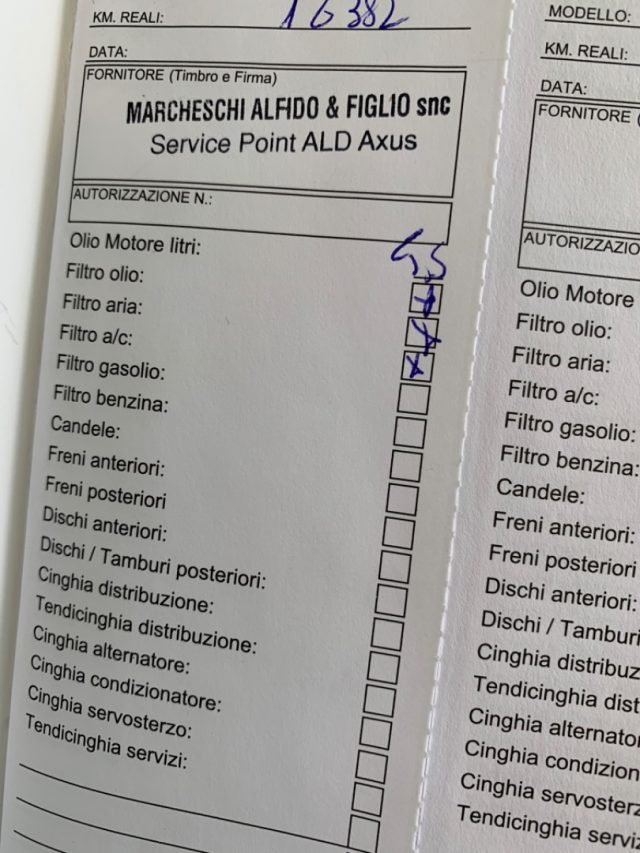 KM. REALI: 16382
DATA:
FORNITORE (Timbro e Firma)
MARCHESCHI ALFIDO & FIGLIO snc
Service Point ALD Axus
AUTORIZZAZIONE N.:
Olio Motore litri:
Filtro olio:
Filtro aria:
Filtro a/c:
Filtro gasolio:
Filtro benzina:
Candele:
Freni anteriori:
Freni posteriori
Dischi anteriori:
Dischi / Tamburi posteriori:
Cinghia distribuzione:
Tendicinghia distribuzione:
Cinghia alternatore:
Cinghia condizionatore:
Cinghia servosterzo:
Tendicinghia servizi:
MODELLO:
KM. REALI:
DATA:
FORNITORE (
AUTORIZZAZIO
Olio Motore
Filtro olio:
Filtro aria:
Filtro a/c:
Filtro gasolio:
Filtro benzina:
Candele:
Freni anteriori:
Freni posteriori
Dischi anteriori:
Dischi / Tamburi
Cinghia distribuz
Tendicinghia dist
Cinghia alternator
Cinghia condizion
Cinghia servosterz
Tendicinghia servizi